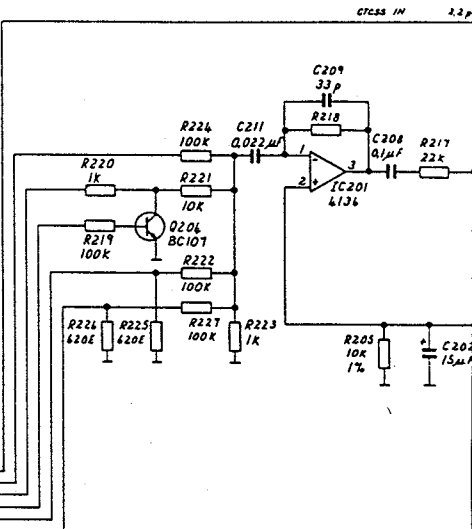 CTCSS IN 2,2 p
C209
33p
R218
R224
100K
C211
0,022µF
C208
0,1µF
R217
22K
1
2
3
-
+
IC201
4136
R220
1K
R221
10K
Q204
BC107
R219
100K
R222
100K
R226
620E
R225
620E
R227
100K
R223
1K
R205
10K
1%
+
C202
15µF